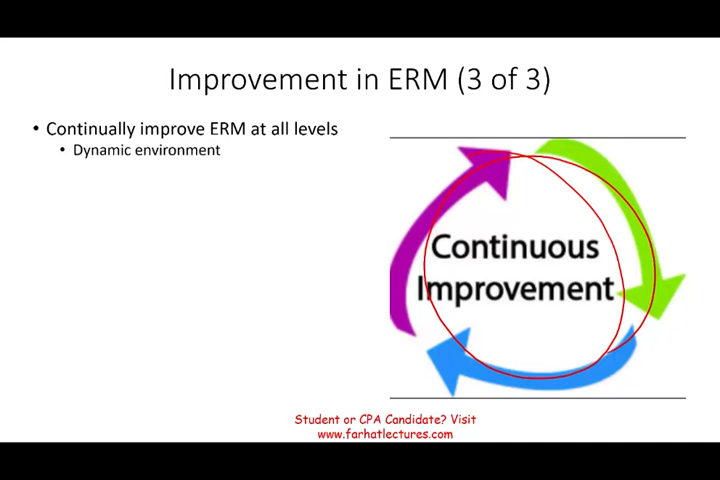 Improvement in ERM (3 of 3)
• Continually improve ERM at all levels
• Dynamic environment
Continuous
Improvement
Student or CPA Candidate? Visit
www.farhatlectures.com